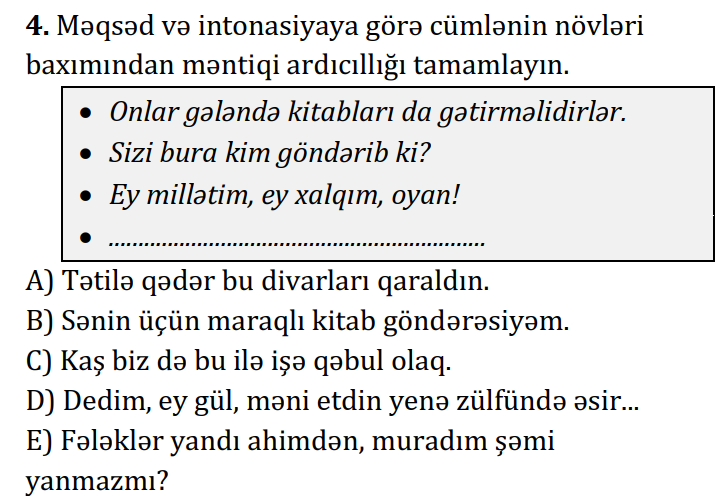 4. Məqsəd və intonasiyaya görə cümlənin növləri
baxımından məntiqi ardıcıllığı tamamlayın.
• Onlar gələndə kitabları da gətirməlidirlər.
• Sizi bura kim göndərib ki?
• Ey millətim, ey xalqım, oyan!
• ................................................................
A) Tətilə qədər bu divarları qaraldın.
B) Sənin üçün maraqlı kitab göndərəsiyəm.
C) Kaş biz də bu ilə işə qəbul olaq.
D) Dedim, ey gül, məni etdin yenə zülfündə əsir...
E) Fələklər yandı ahimdən, muradım şəmi
yanmazmı?